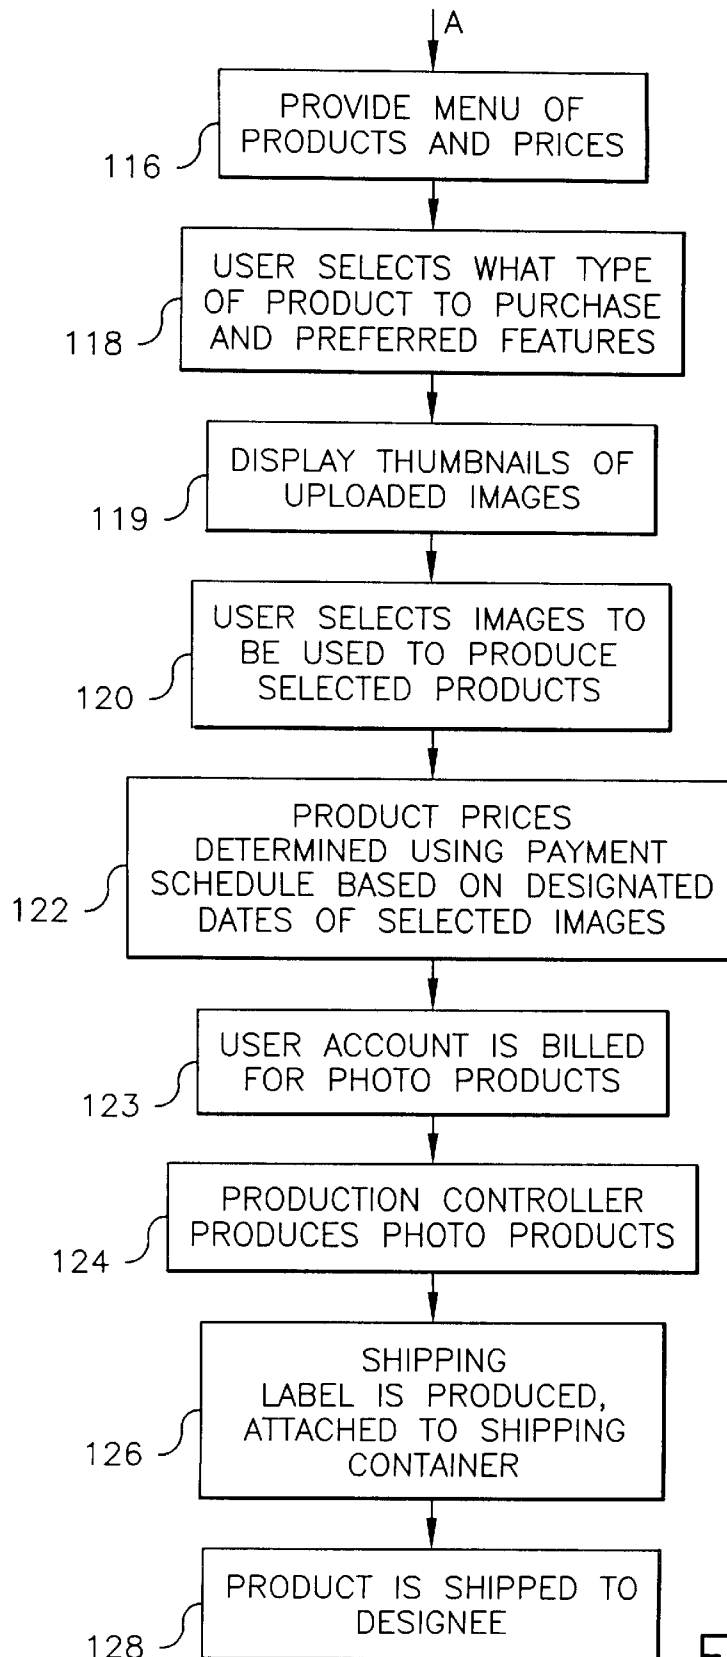 A
PROVIDE MENU OF
PRODUCTS AND PRICES
116
USER SELECTS WHAT TYPE
OF PRODUCT TO PURCHASE
AND PREFERRED FEATURES
118
DISPLAY THUMBNAILS OF
UPLOADED IMAGES
119
USER SELECTS IMAGES TO
BE USED TO PRODUCE
SELECTED PRODUCTS
120
PRODUCT PRICES
DETERMINED USING PAYMENT
SCHEDULE BASED ON DESIGNATED
DATES OF SELECTED IMAGES
122
USER ACCOUNT IS BILLED
FOR PHOTO PRODUCTS
123
PRODUCTION CONTROLLER
PRODUCES PHOTO PRODUCTS
124
SHIPPING
LABEL IS PRODUCED,
ATTACHED TO SHIPPING
CONTAINER
126
PRODUCT IS SHIPPED TO
DESIGNEE
128